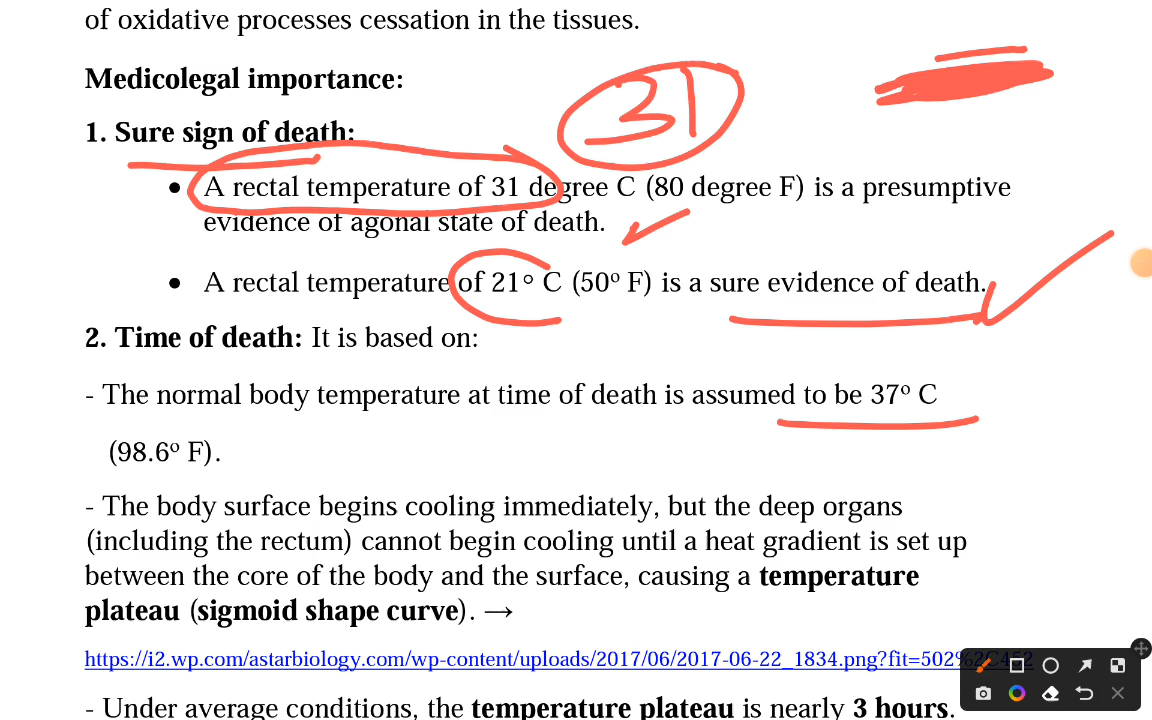 of oxidative processes cessation in the tissues.
Medicolegal importance:
31
1. Sure sign of death:
• A rectal temperature of 31 degree C (80 degree F) is a presumptive
evidence of agonal state of death.
• A rectal temperature of 21° C (50º F) is a sure evidence of death.
2. Time of death: It is based on:
- The normal body temperature at time of death is assumed to be 37º C
(98.6º F).
- The body surface begins cooling immediately, but the deep organs
(including the rectum) cannot begin cooling until a heat gradient is set up
between the core of the body and the surface, causing a temperature
plateau (sigmoid shape curve). →
https://i2.wp.com/astarbiology.com/wp-content/uploads/2017/06/2017-06-22_1834.png?fit=502%2C452
- Under average conditions, the temperature plateau is nearly 3 hours.